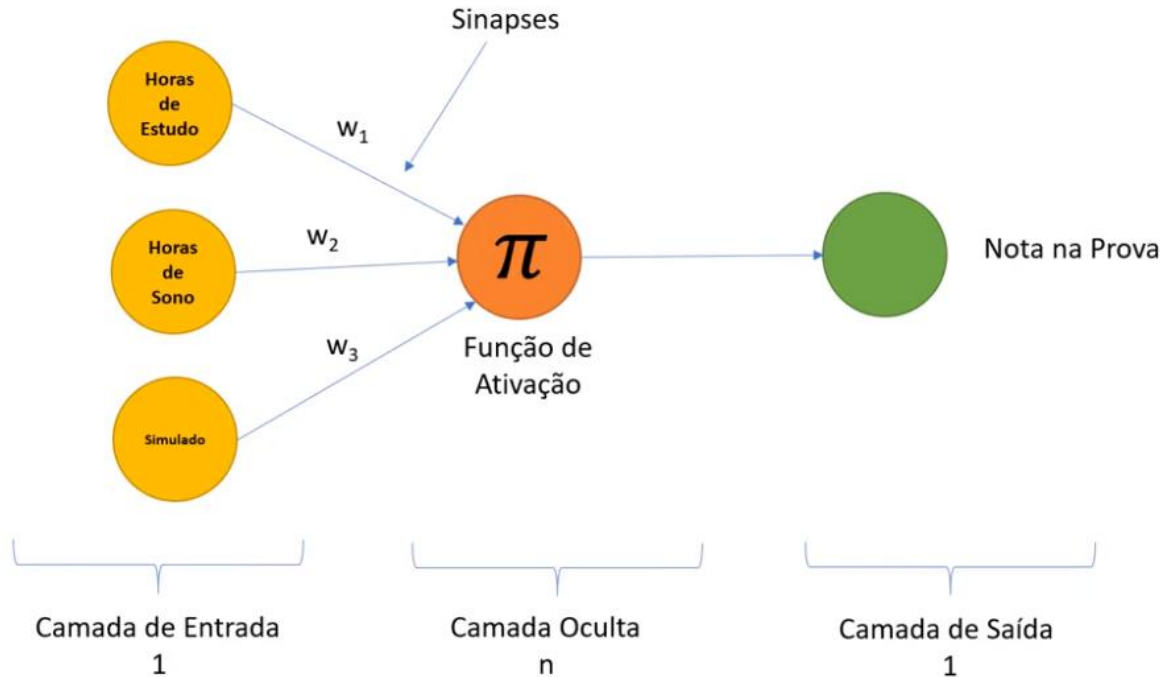 Sinapses
Horas
de
Estudo
w₁
Horas
de
Sono
w₂
π
Nota na Prova
Simulado
w₃
Função de
Ativação
Camada de Entrada
1
Camada Oculta
n
Camada de Saída
1